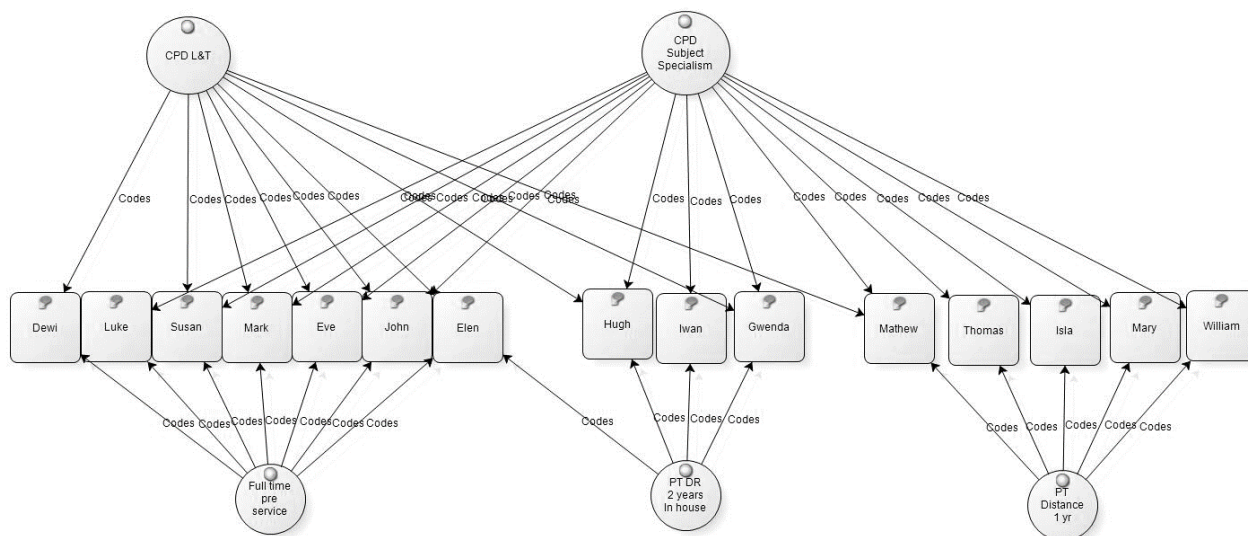 CPD L&T
CPD
Subject
Specialism
Codes Codes Codes Codes Codes Codes Codes Codes Codes Codes Codes Codes Codes Codes Codes Codes Codes Codes Codes Codes Codes Codes
Dewi Luke Susan Mark Eve John Elen Hugh Iwan Gwenda Mathew Thomas Isla Mary William
Codes Codes Codes Codes Codes Codes Codes Codes Codes Codes Codes Codes Codes Codes Codes Codes
Full time
pre
service
PT DR
2 years
In house
PT
Distance
1 yr